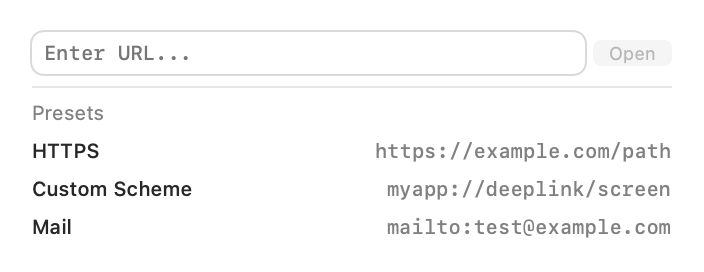 Enter URL... Open
Presets
HTTPS https://example.com/path
Custom Scheme myapp://deeplink/screen
Mail mailto:test@example.com